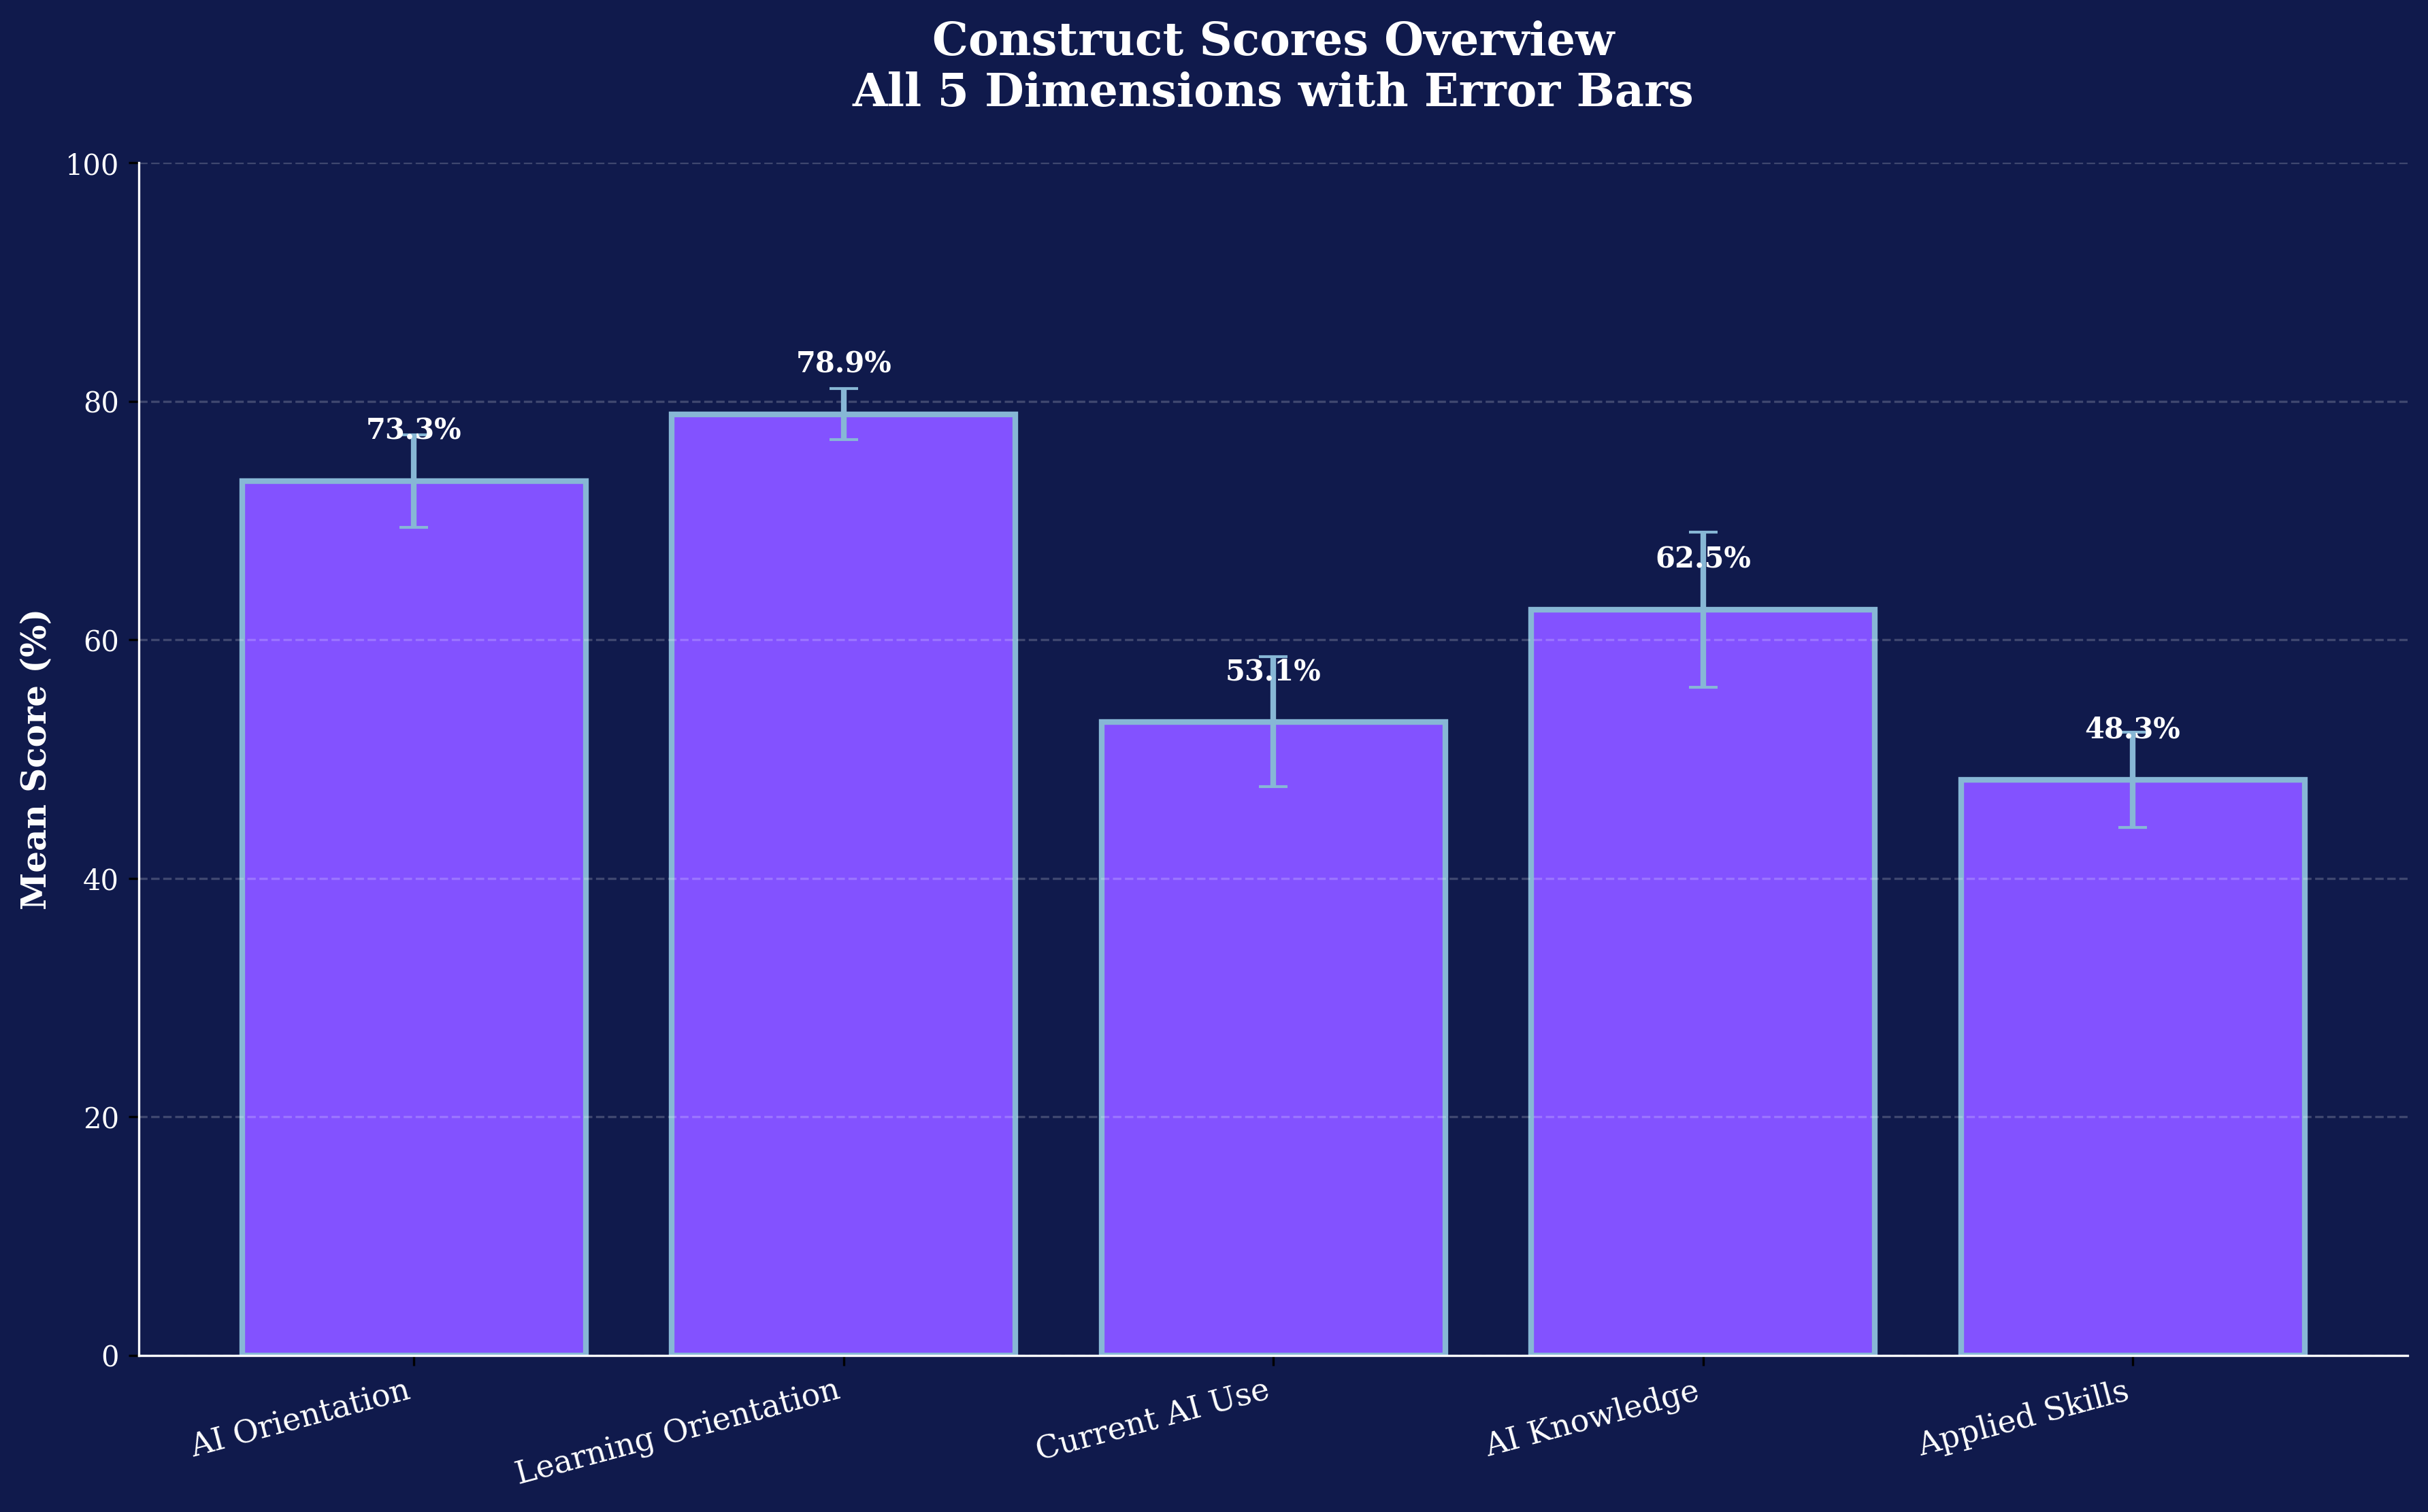 Construct Scores Overview
All 5 Dimensions with Error Bars
Mean Score (%)
100
80
60
40
20
0
73.3%
78.9%
53.1%
62.5%
48.3%
AI Orientation
Learning Orientation
Current AI Use
AI Knowledge
Applied Skills